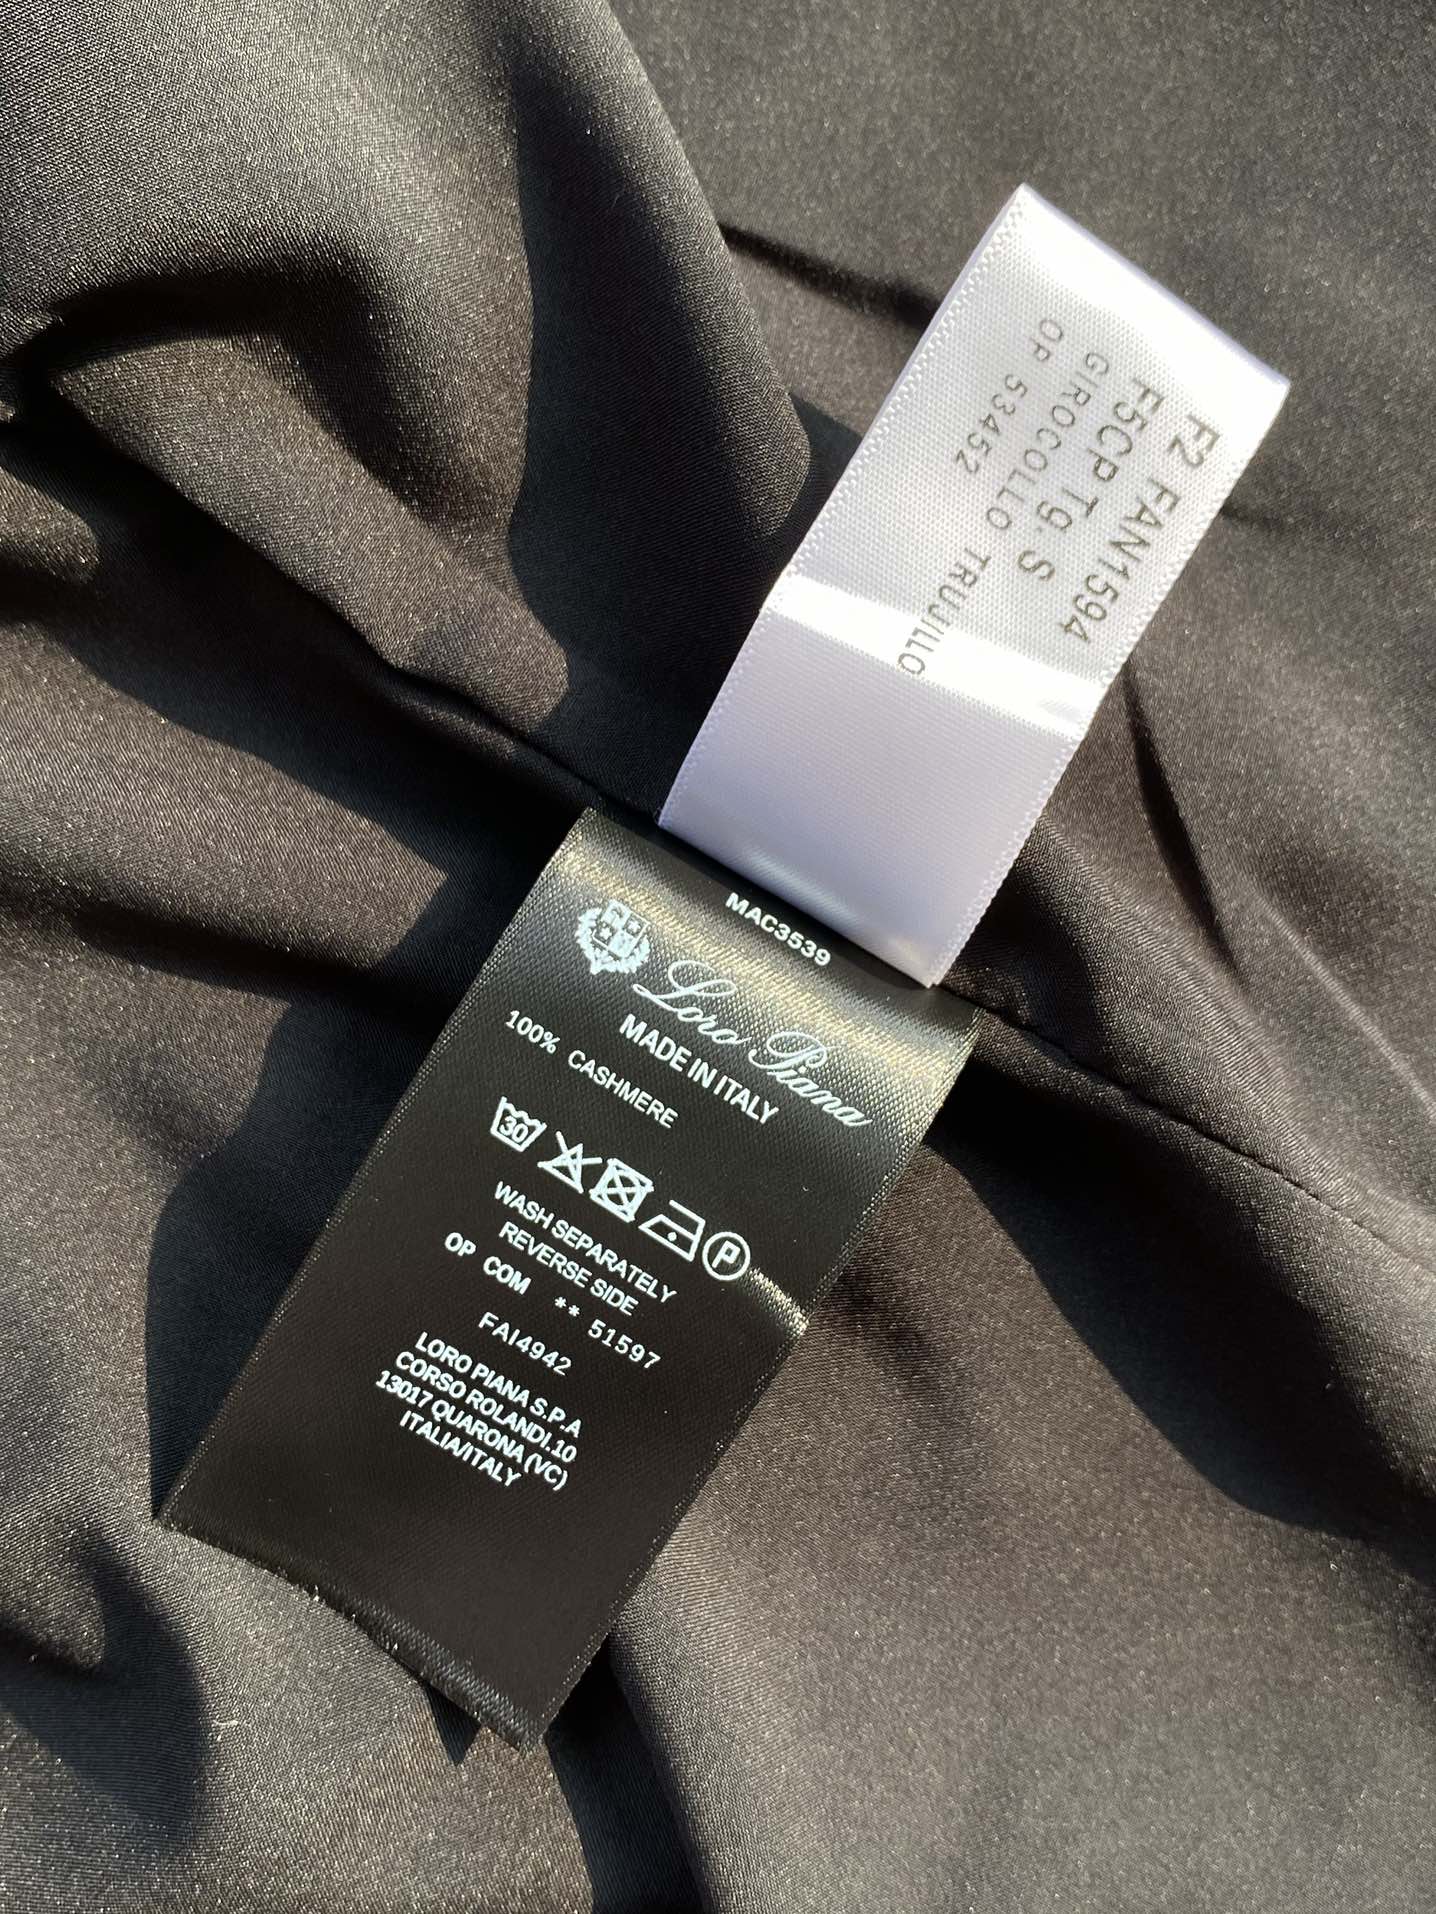 F2 FAN1594
F5CP Tg. S
GIROCOLLO TRUJILLO
OP 53452
MAC3539
Loro Piana
MADE IN ITALY
100% CASHMERE
30
P
WASH SEPARATELY
REVERSE SIDE
OP COM ** 51597
FAI4942
LORO PIANA S.P.A
CORSO ROLANDI.10
13017 QUARONA (VC)
ITALIA/ITALY